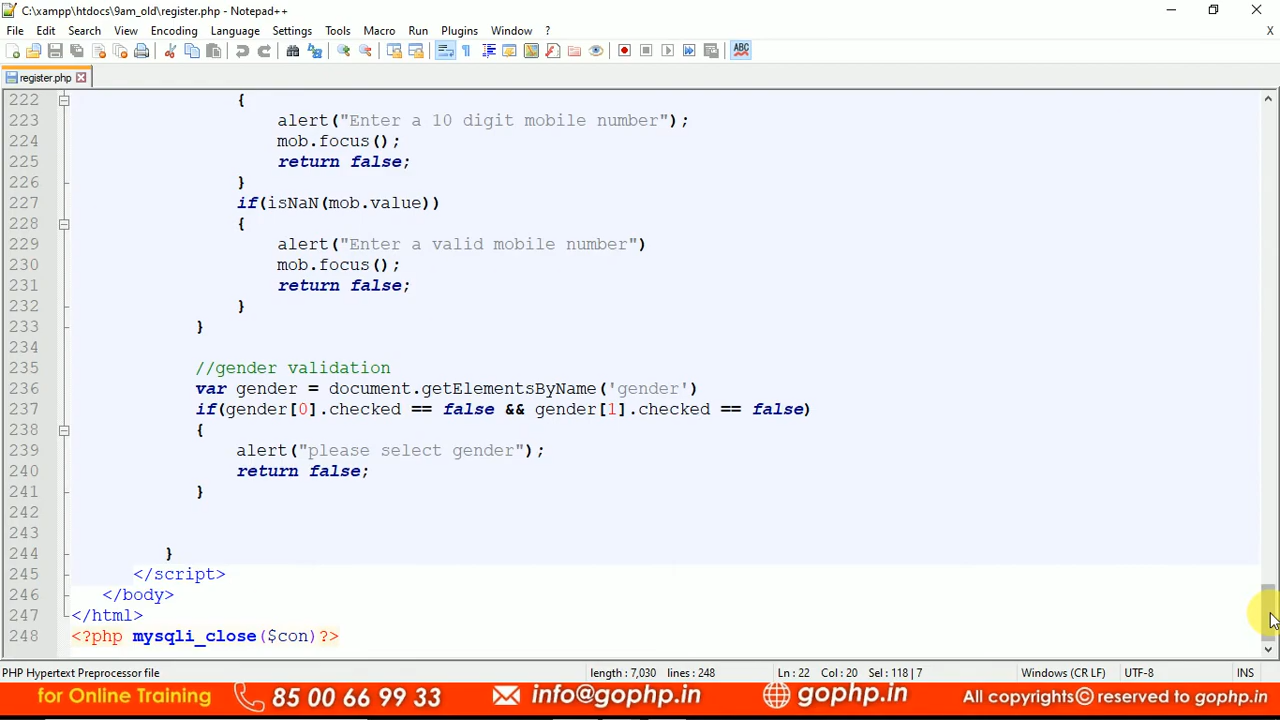 C:\xampp\htdocs\9am_old\register.php - Notepad++
File Edit Search View Encoding Language Settings Tools Macro Run Plugins Window ? X
ABC
register.php
222 {
223 alert("Enter a 10 digit mobile number");
224 mob.focus();
225 return false;
226 }
227 if(isNaN(mob.value))
228 {
229 alert("Enter a valid mobile number")
230 mob.focus();
231 return false;
232 }
233 }
234
235 //gender validation
236 var gender = document.getElementsByName('gender')
237 if(gender[0].checked == false && gender[1].checked == false)
238 {
239 alert("please select gender");
240 return false;
241 }
242
243
244 }
245 </script>
246 </body>
247 </html>
248 <?php mysqli_close($con)?>
PHP Hypertext Preprocessor file length : 7,030 lines : 248 Ln : 22 Col : 20 Sel : 118 | 7 Windows (CR LF) UTF-8 INS
for Online Training 85 00 66 99 33 info@gophp.in gophp.in All copyrights © reserved to gophp.in